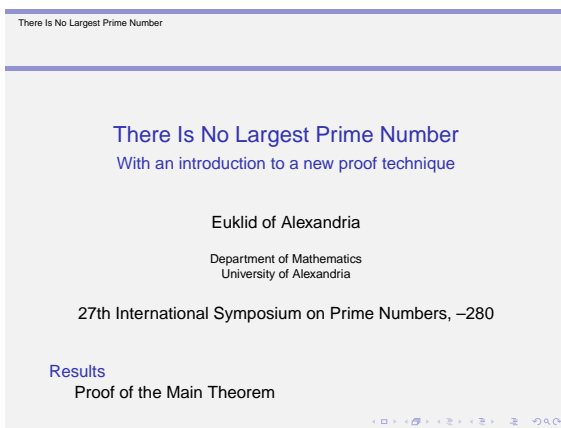 There Is No Largest Prime Number
There Is No Largest Prime Number
With an introduction to a new proof technique
Euklid of Alexandria
Department of Mathematics
University of Alexandria
27th International Symposium on Prime Numbers, –280
Results
Proof of the Main Theorem